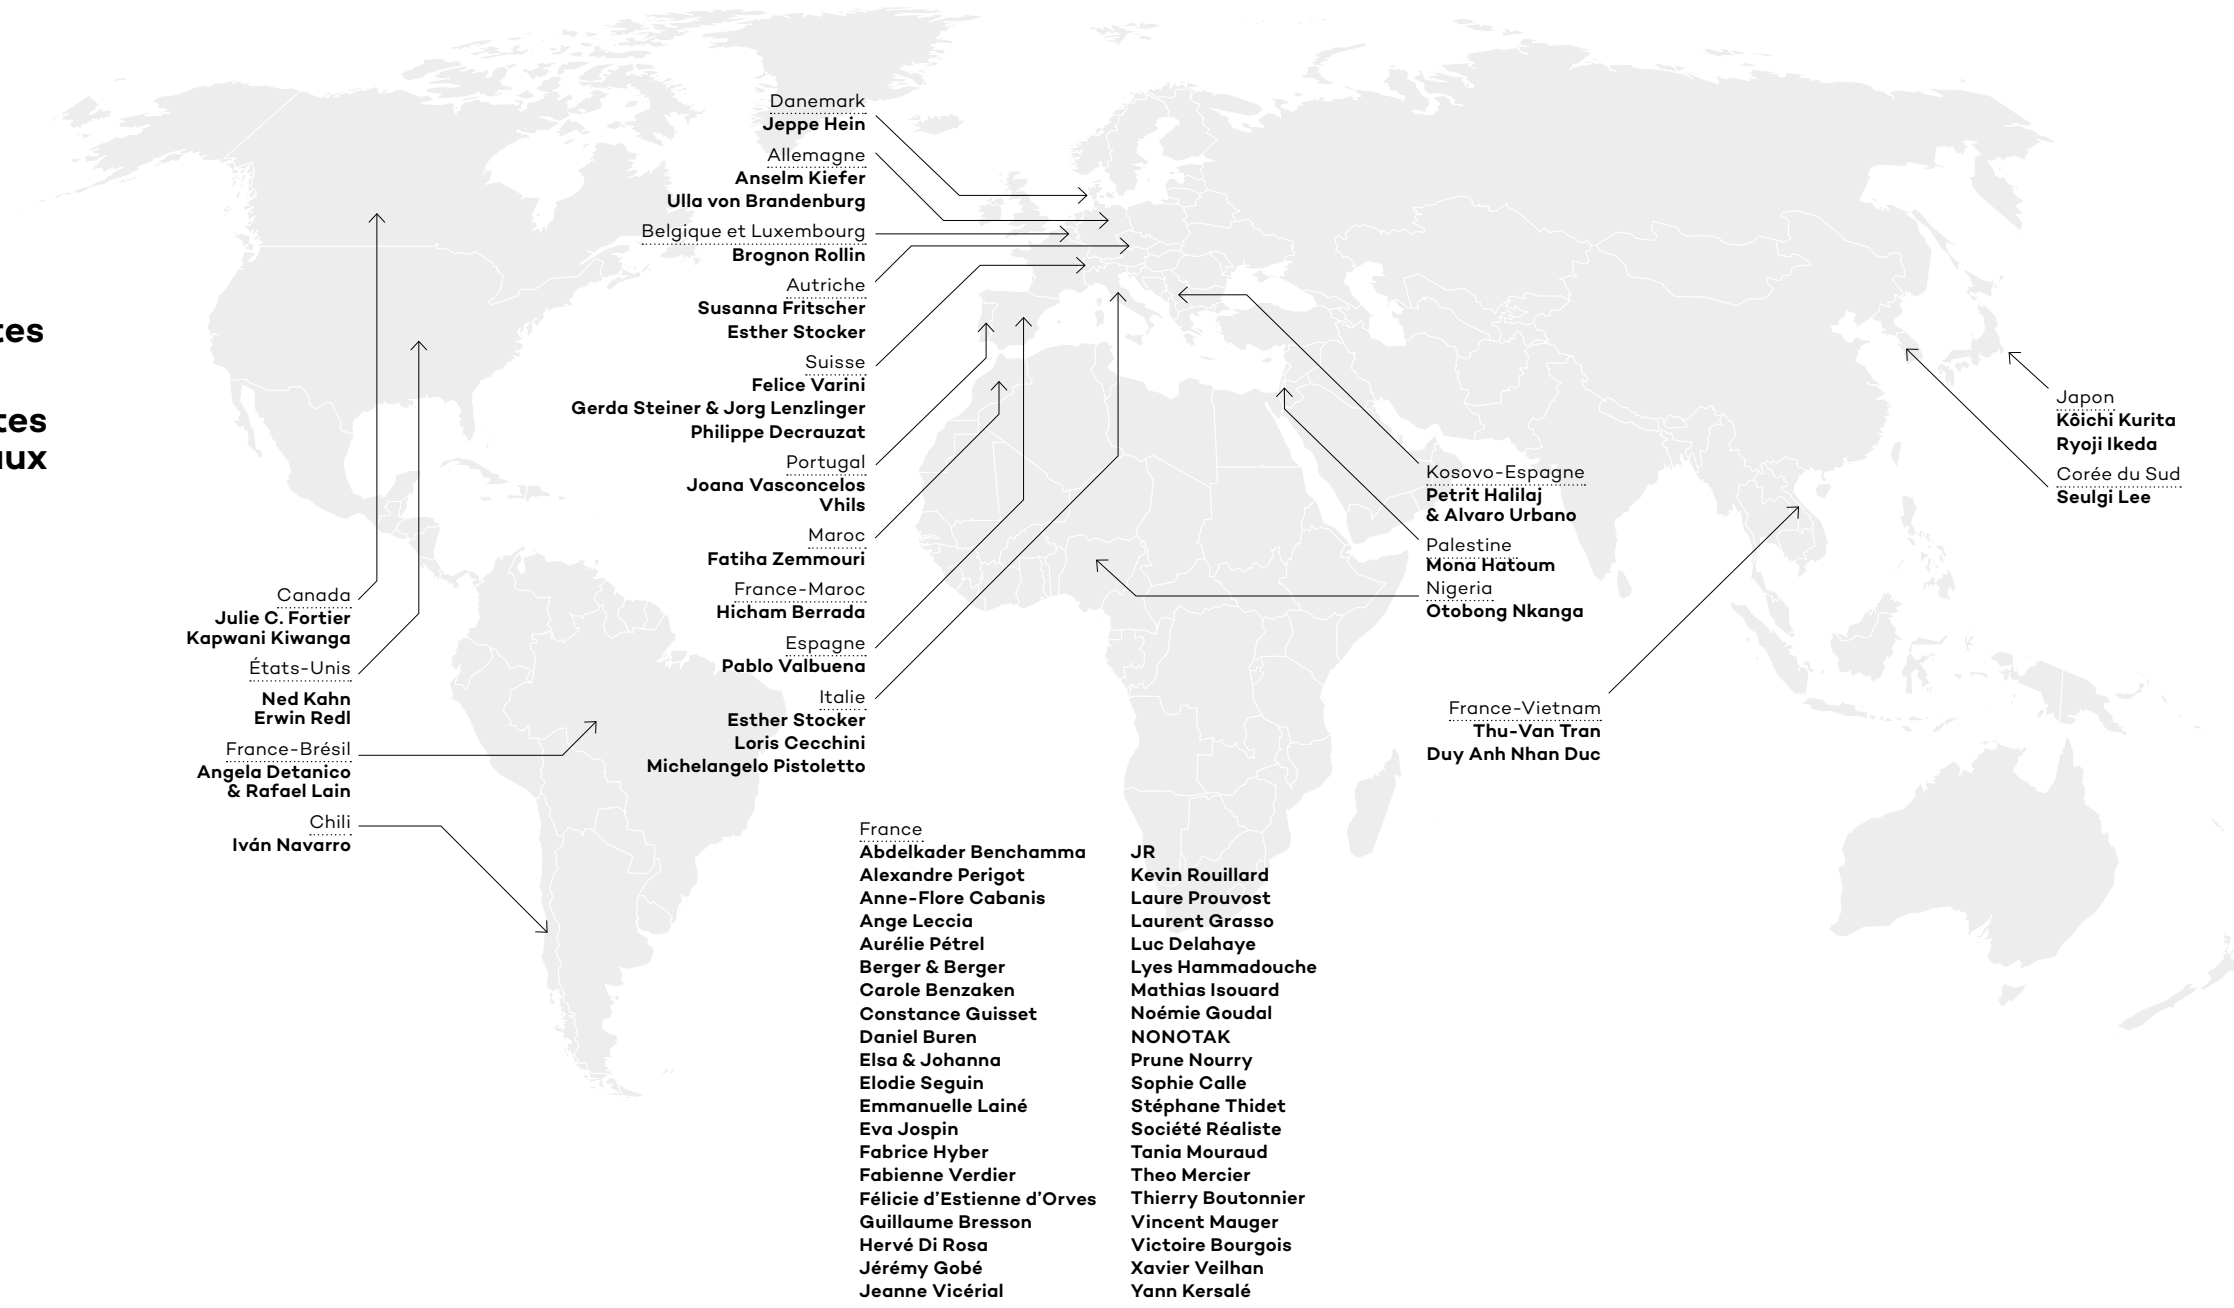 tes
tes
aux
Canada
Julie C. Fortier
Kapwani Kiwanga
États-Unis
Ned Kahn
Erwin Redl
France-Brésil
Angela Detanico
& Rafael Lain
Chili
Iván Navarro
Danemark
Jeppe Hein
Allemagne
Anselm Kiefer
Ulla von Brandenburg
Belgique et Luxembourg
Brognon Rollin
Autriche
Susanna Fritscher
Esther Stocker
Suisse
Felice Varini
Gerda Steiner & Jorg Lenzlinger
Philippe Decrauzat
Portugal
Joana Vasconcelos
Vhils
Maroc
Fatiha Zemmouri
France-Maroc
Hicham Berrada
Espagne
Pablo Valbuena
Italie
Esther Stocker
Loris Cecchini
Michelangelo Pistoletto
France
Abdelkader Benchamma
Alexandre Perigot
Anne-Flore Cabanis
Ange Leccia
Aurélie Pétrel
Berger & Berger
Carole Benzaken
Constance Guisset
Daniel Buren
Elsa & Johanna
Elodie Seguin
Emmanuelle Lainé
Eva Jospin
Fabrice Hyber
Fabienne Verdier
Félicie d’Estienne d’Orves
Guillaume Bresson
Hervé Di Rosa
Jérémy Gobé
Jeanne Vicérial
JR
Kevin Rouillard
Laure Prouvost
Laurent Grasso
Luc Delahaye
Lyes Hammadouche
Mathias Isouard
Noémie Goudal
NONOTAK
Prune Nourry
Sophie Calle
Stéphane Thidet
Société Réaliste
Tania Mouraud
Theo Mercier
Thierry Boutonnier
Vincent Mauger
Victoire Bourgois
Xavier Veilhan
Yann Kersalé
Kosovo-Espagne
Petrit Halilaj
& Alvaro Urbano
Palestine
Mona Hatoum
Nigeria
Otobong Nkanga
France-Vietnam
Thu-Van Tran
Duy Anh Nhan Duc
Japon
Kôichi Kurita
Ryoji Ikeda
Corée du Sud
Seulgi Lee